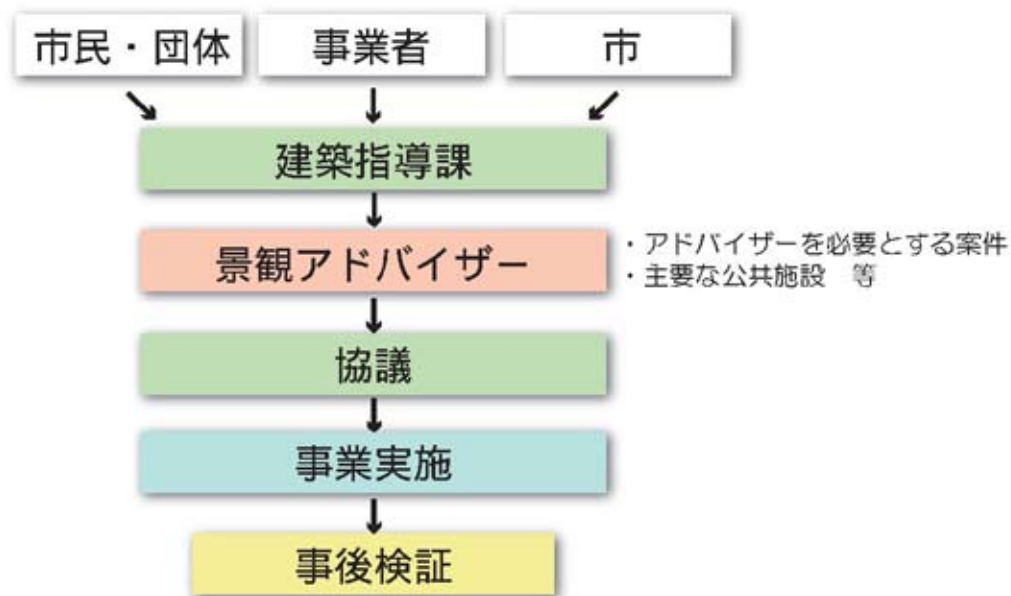 市民・団体
事業者
市
建築指導課
景観アドバイザー
・アドバイザーを必要とする案件
・主要な公共施設　等
協議
事業実施
事後検証